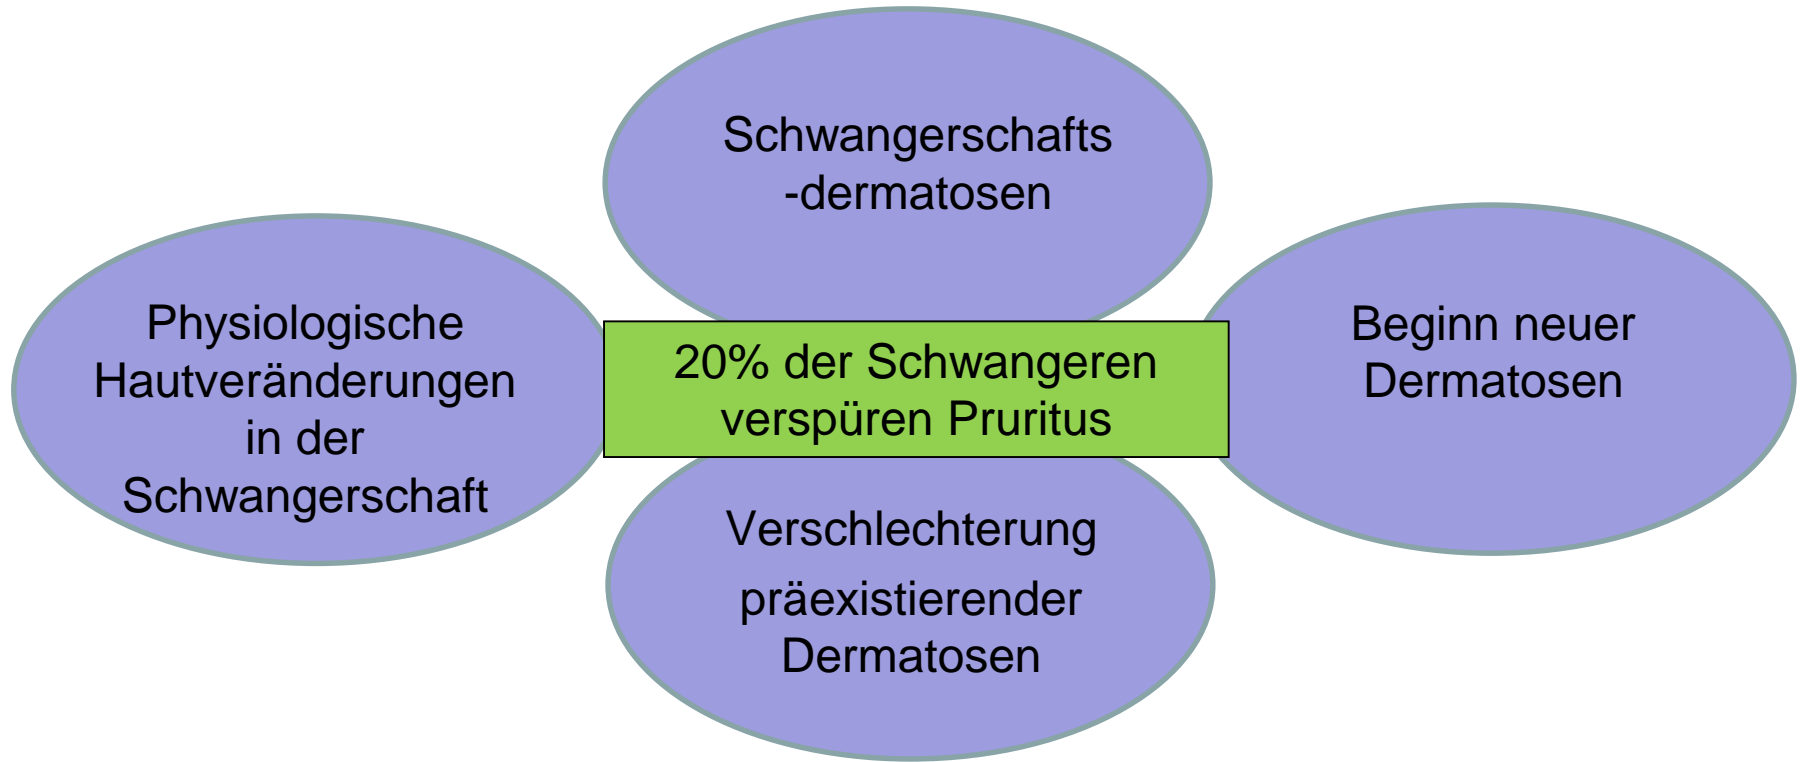 Schwangerschafts
-dermatosen
Physiologische
Hautveränderungen
in der
Schwangerschaft
20% der Schwangeren
verspüren Pruritus
Beginn neuer
Dermatosen
Verschlechterung
präexistierender
Dermatosen